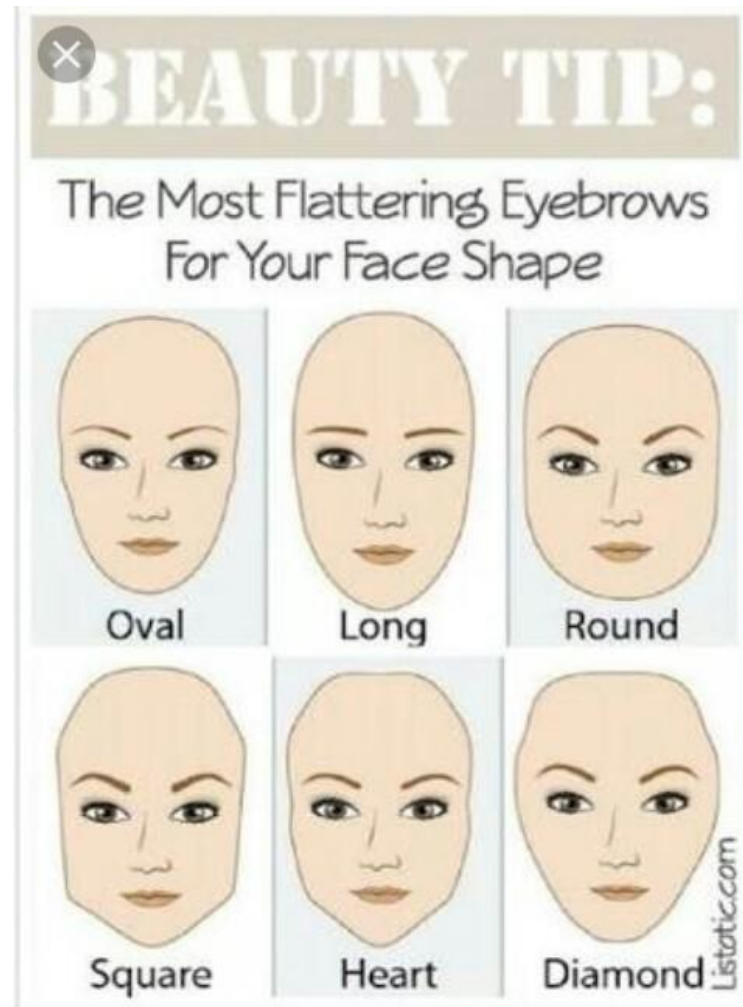 BEAUTY TIP:
The Most Flattering Eyebrows
For Your Face Shape
Oval
Long
Round
Square
Heart
Diamond
Listotic.com